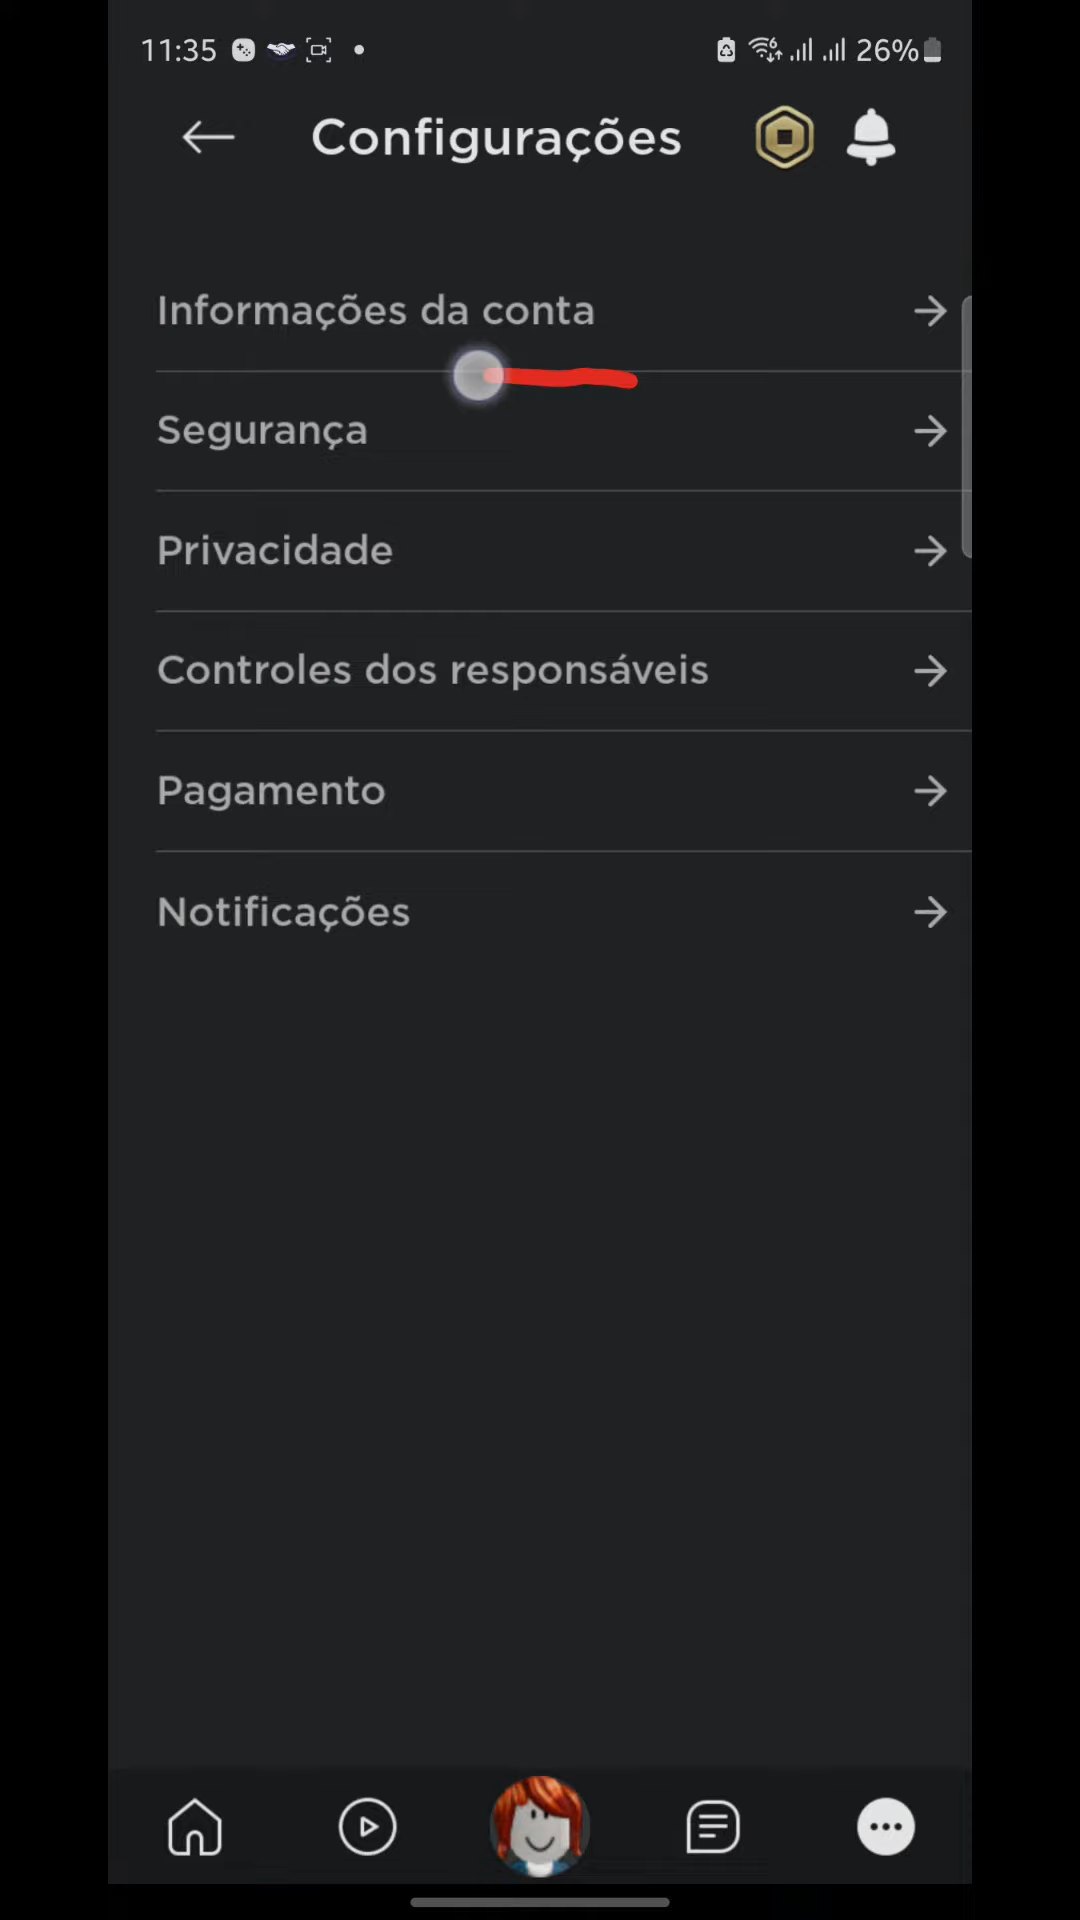 11:35
26%
Configurações
Informações da conta
Segurança
Privacidade
Controles dos responsáveis
Pagamento
Notificações